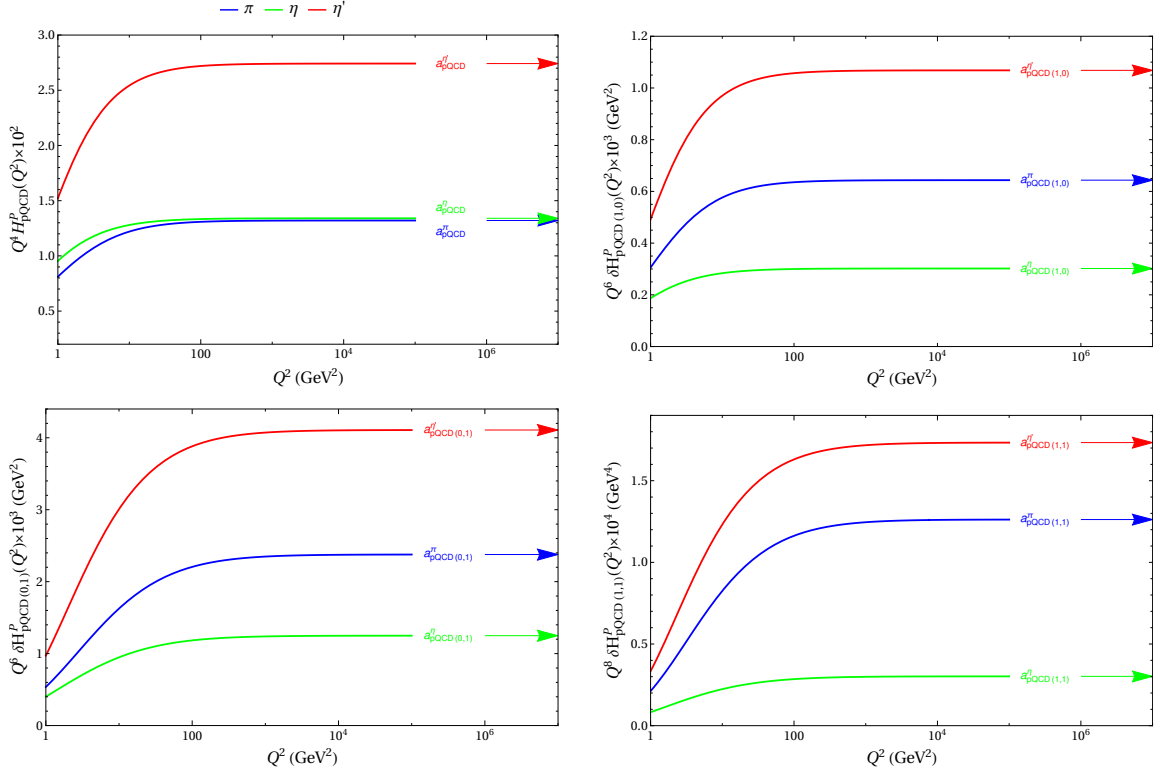 π η η'
Q⁴ H^P_pQCD(Q²)×10²
3.0
2.5
2.0
1.5
1.0
0.5
a^η'_pQCD
a^η_pQCD
a^π_pQCD
1 100 10⁴ 10⁶
Q² (GeV²)
Q⁶ δH^P_pQCD (1,0)(Q²)×10³ (GeV²)
1.2
1.0
0.8
0.6
0.4
0.2
0.0
a^η'_pQCD (1,0)
a^π_pQCD (1,0)
a^η_pQCD (1,0)
1 100 10⁴ 10⁶
Q² (GeV²)
Q⁶ δH^P_pQCD (0,1)(Q²)×10³ (GeV²)
4
3
2
1
0
a^η'_pQCD (0,1)
a^π_pQCD (0,1)
a^η_pQCD (0,1)
1 100 10⁴ 10⁶
Q² (GeV²)
Q⁸ δH^P_pQCD (1,1)(Q²)×10⁴ (GeV⁴)
1.5
1.0
0.5
0.0
a^η'_pQCD (1,1)
a^π_pQCD (1,1)
a^η_pQCD (1,1)
1 100 10⁴ 10⁶
Q² (GeV²)